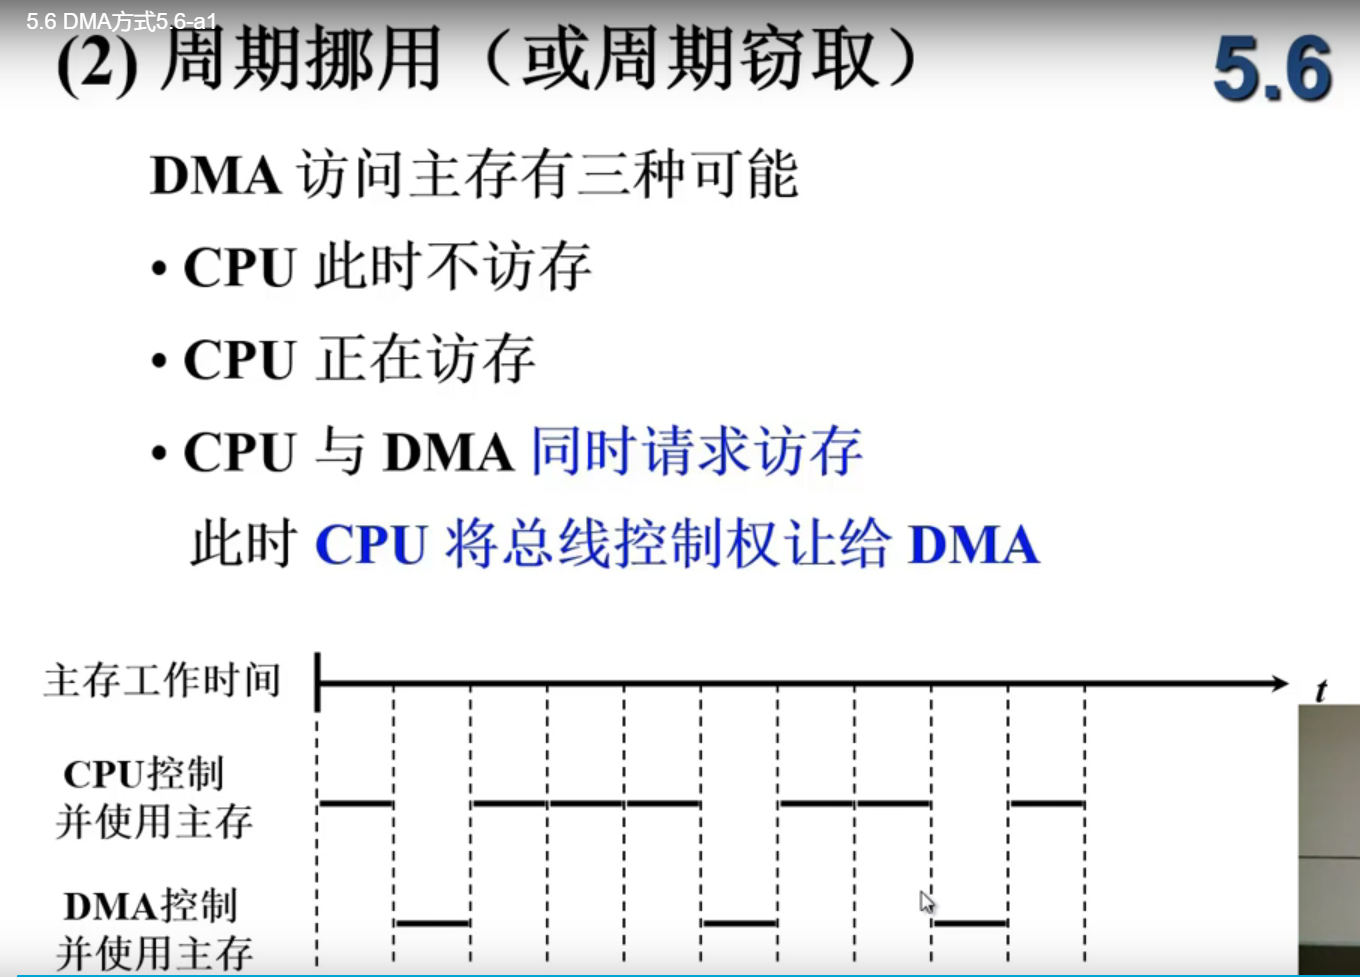 5.6 DMA方式5.6-a1
(2) 周期挪用（或周期窃取）
5.6
DMA 访问主存有三种可能
• CPU 此时不访存
• CPU 正在访存
• CPU 与 DMA 同时请求访存
此时 CPU 将总线控制权让给 DMA
主存工作时间
t
CPU控制
并使用主存
DMA控制
并使用主存